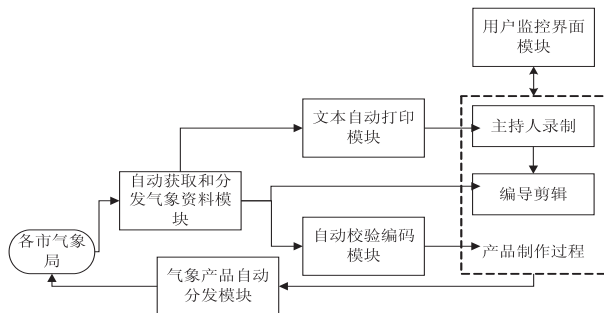 用户监控界面
模块
文本自动打印
模块
主持人录制
自动获取和分
发气象资料模
块
编导剪辑
各市气象
局
自动校验编码
模块
产品制作过程
气象产品自动
分发模块